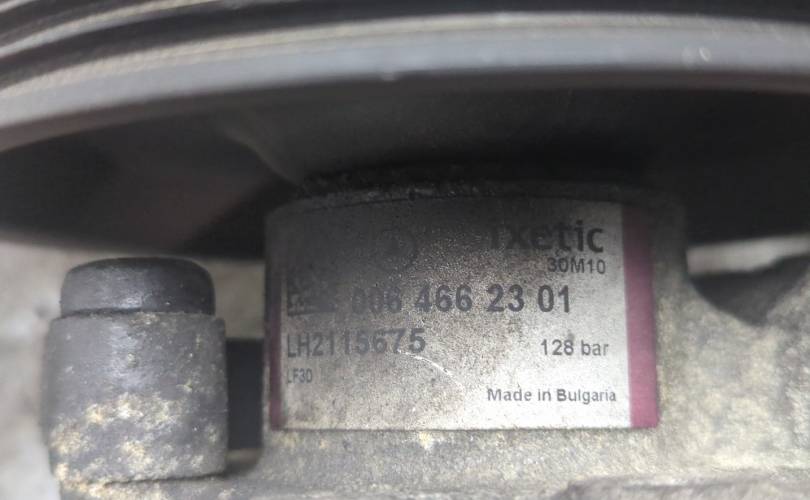 ixetic
30M10
006 466 23 01
LH2115675
128 bar
LF30
Made in Bulgaria